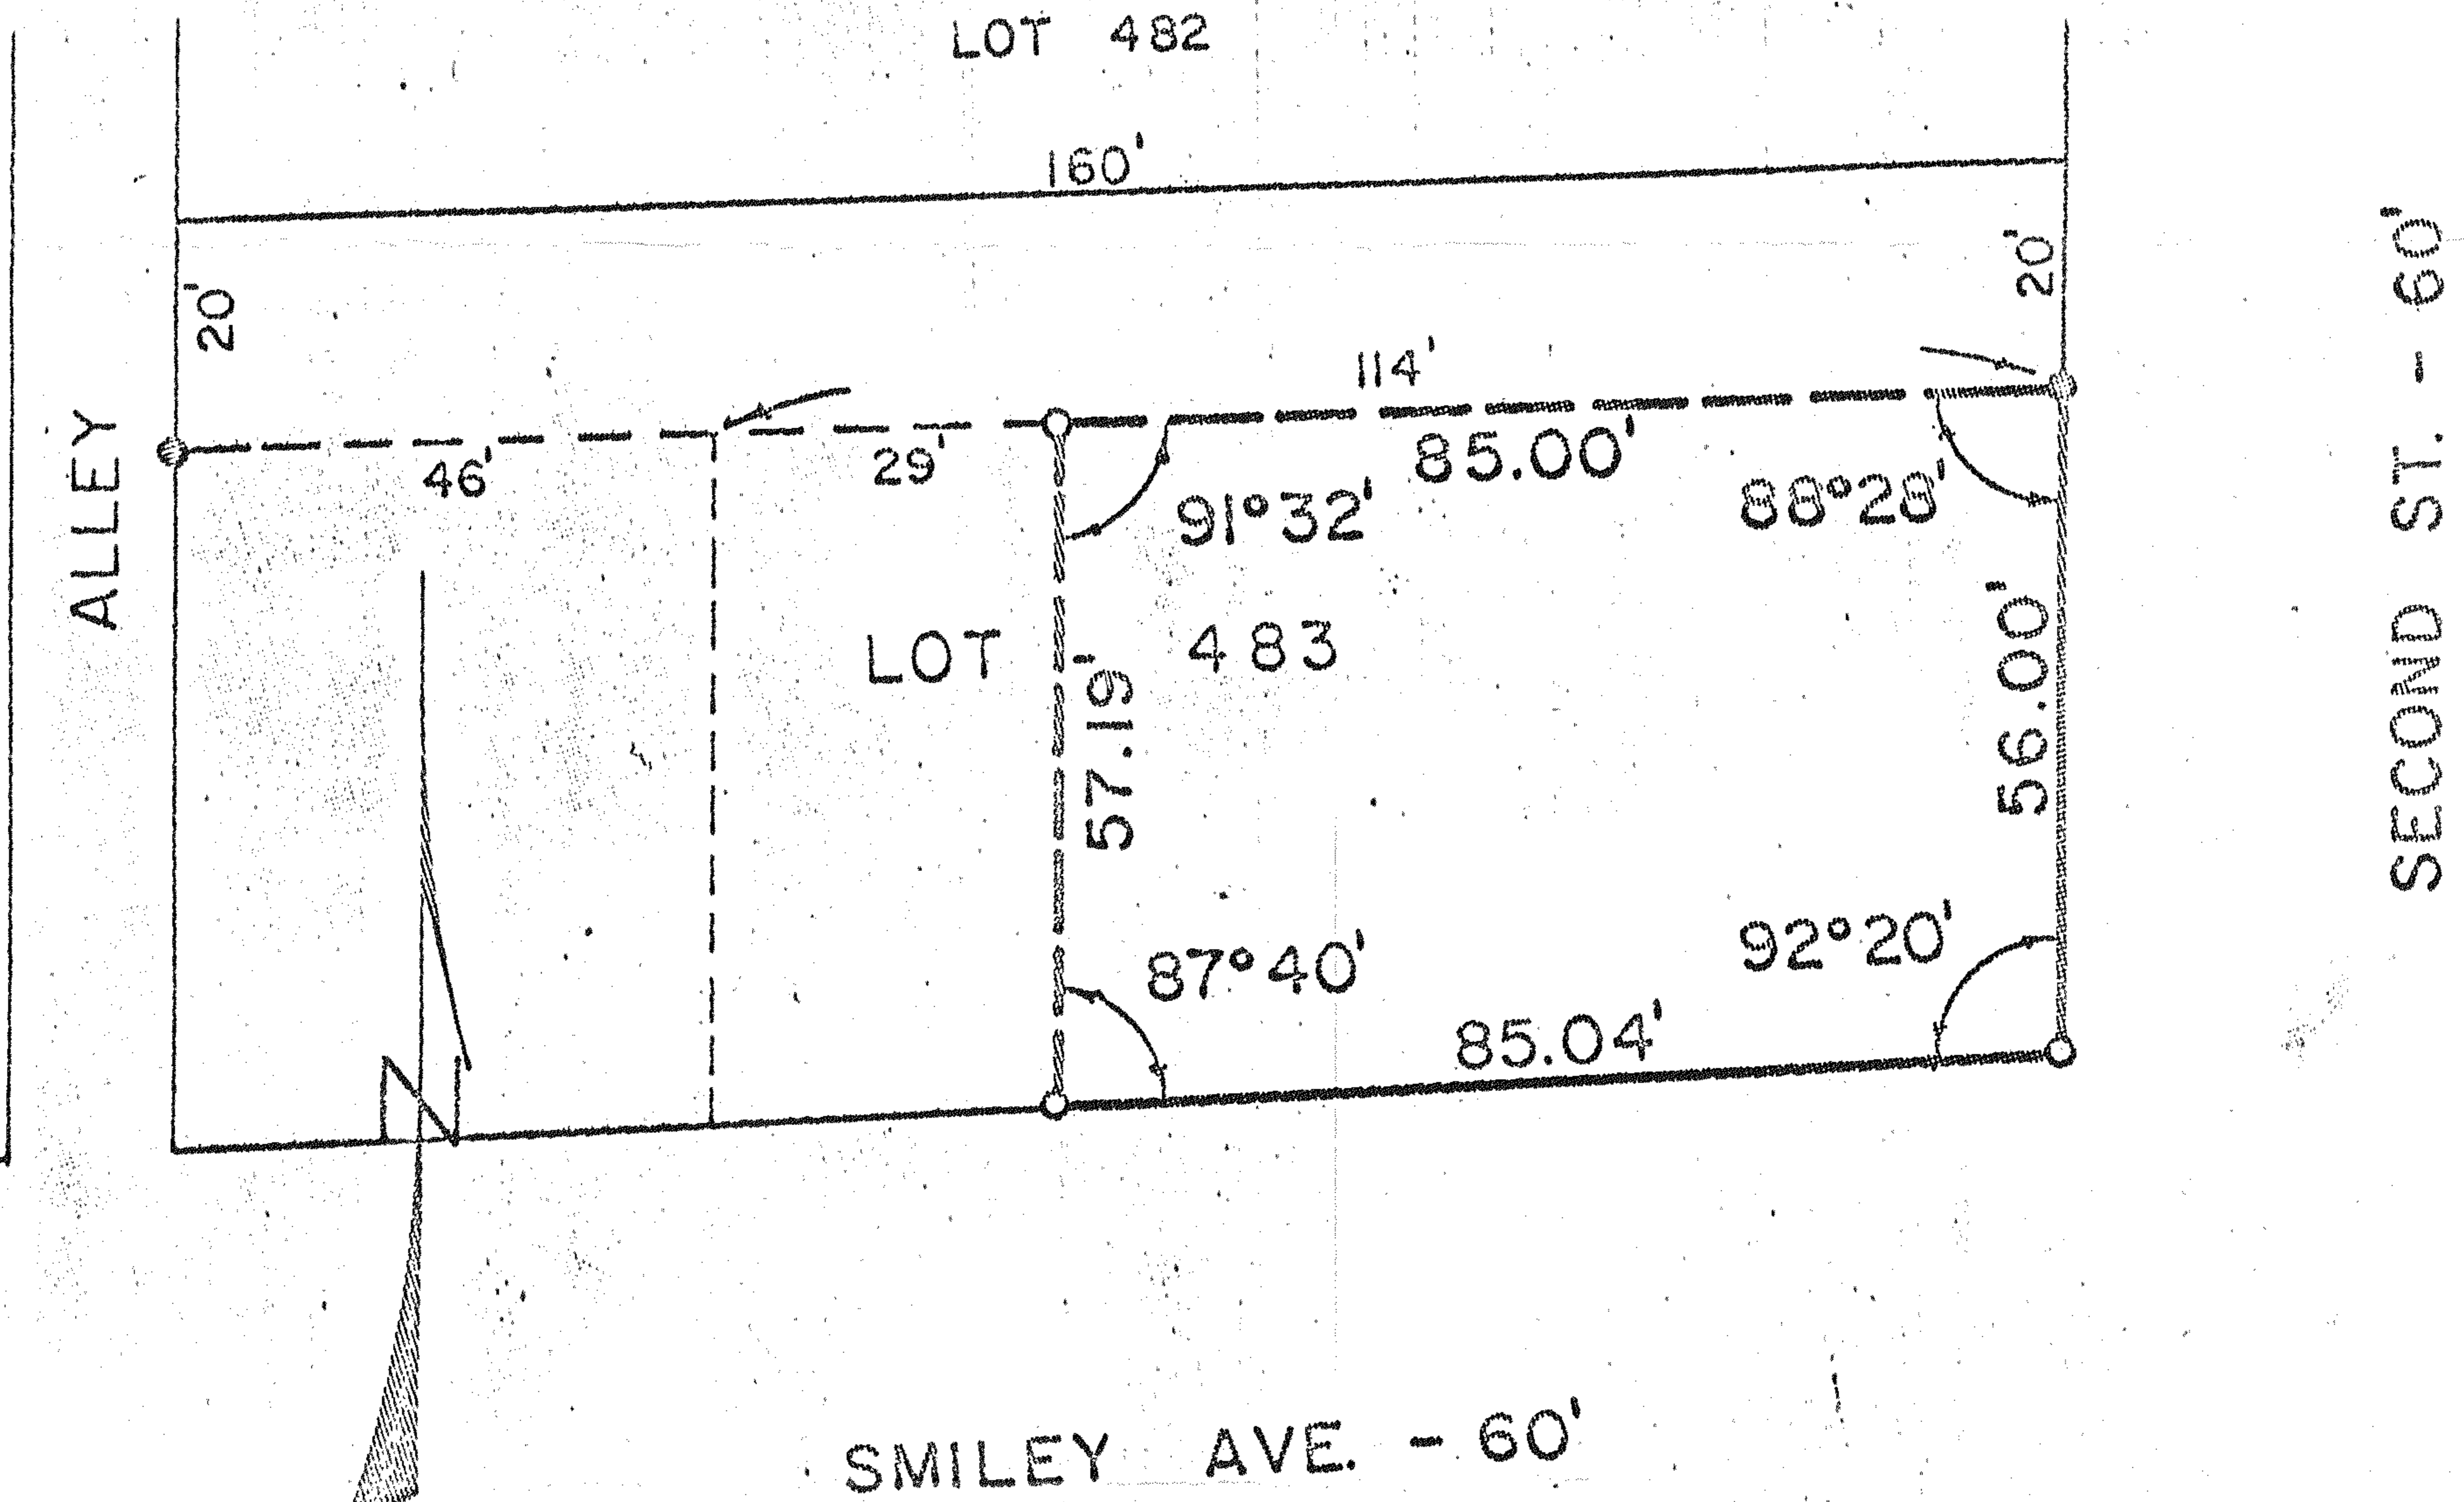 LOT 482
160'
20'
20'
114'
46'
29'
85.00'
91°32'
88°28'
ALLEY
LOT 483
57.19'
56.00'
SECOND ST. - 60'
87°40'
92°20'
85.04'
N
SMILEY AVE. - 60'